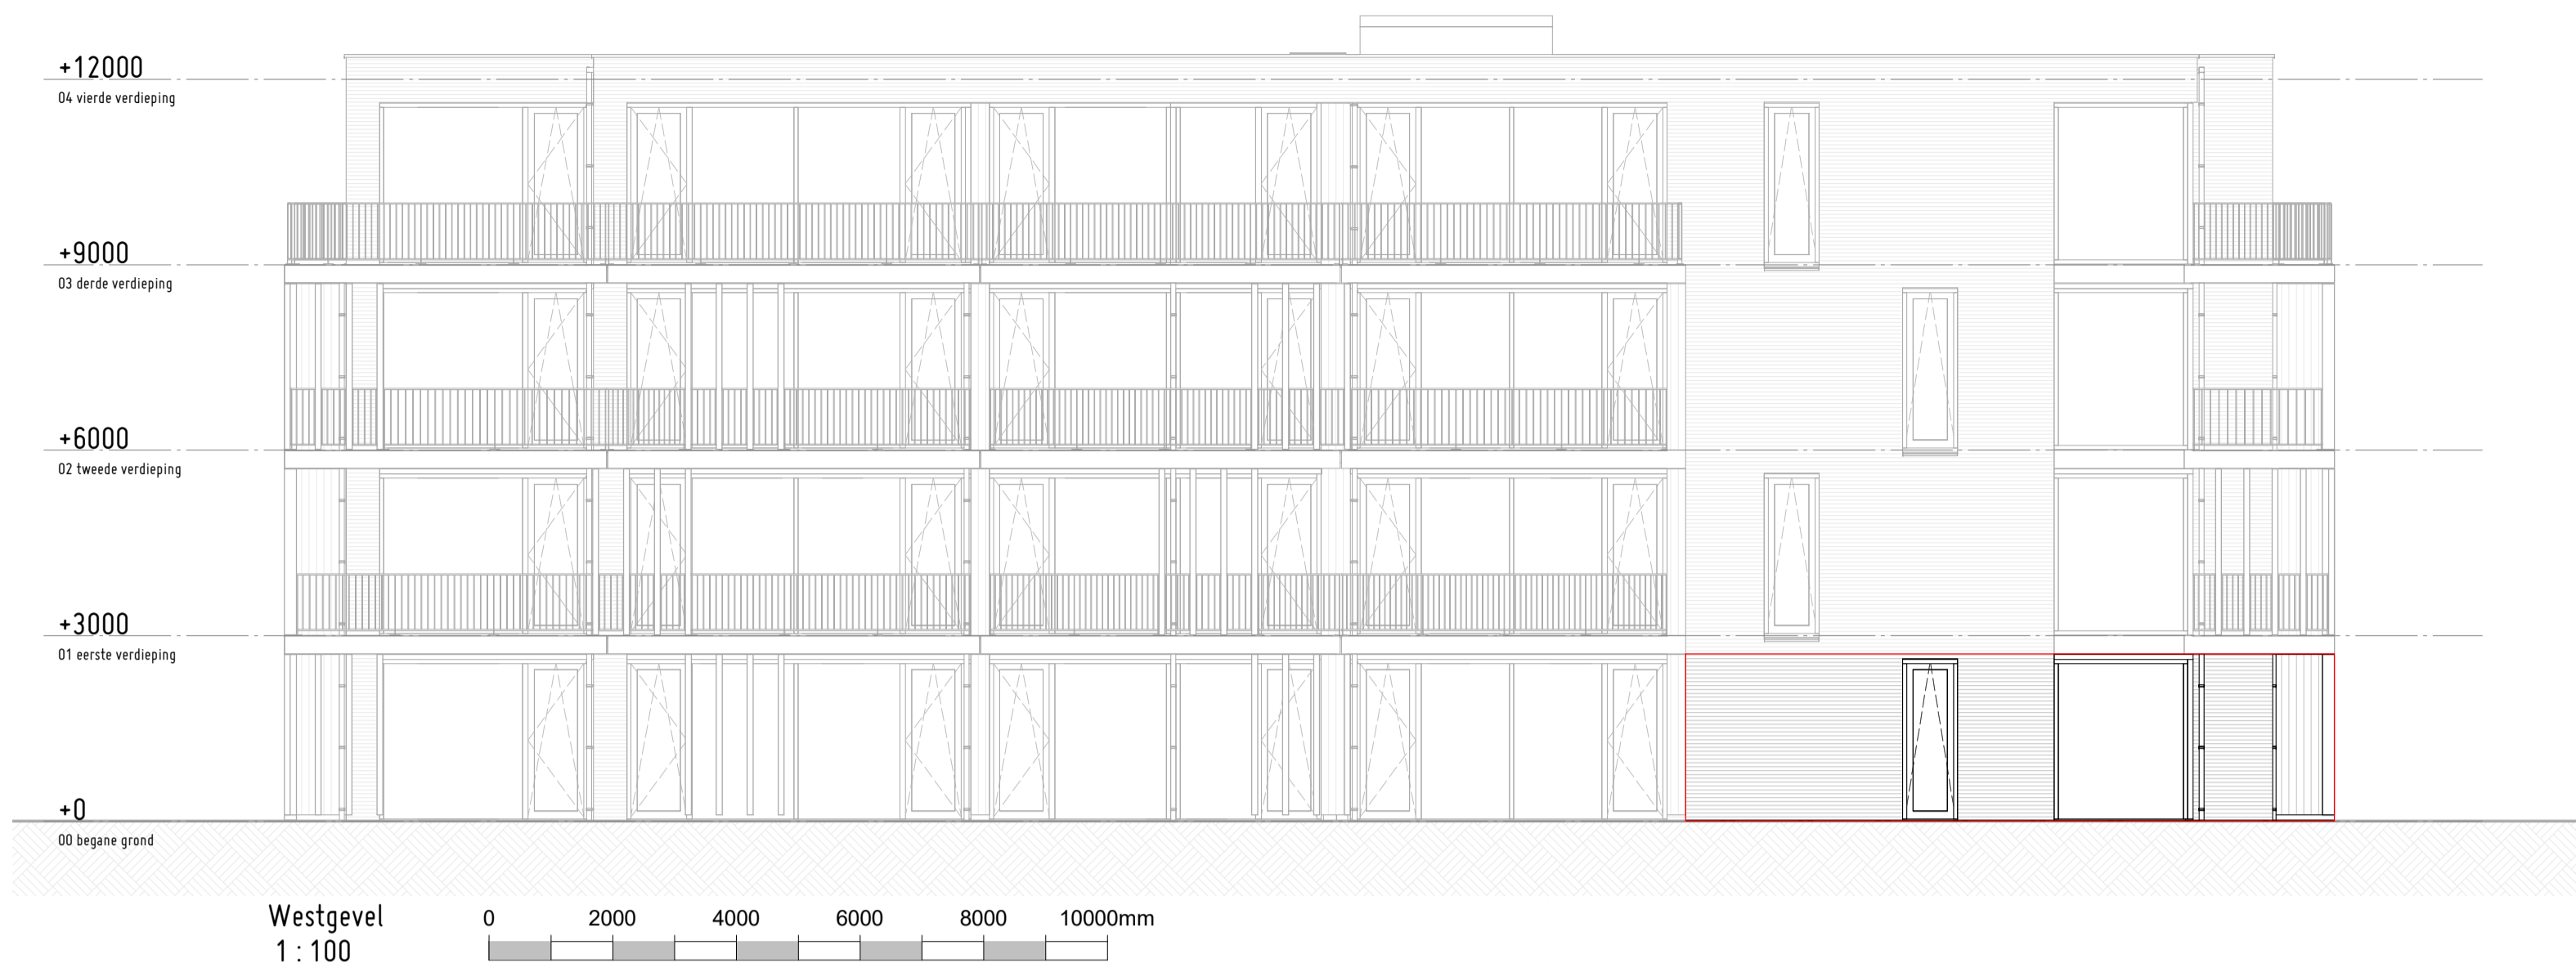 +12000
04 vierde verdieping
+9000
03 derde verdieping
+6000
02 tweede verdieping
+3000
01 eerste verdieping
+0
00 begane grond
Westgevel
1 : 100
0 2000 4000 6000 8000 10000mm